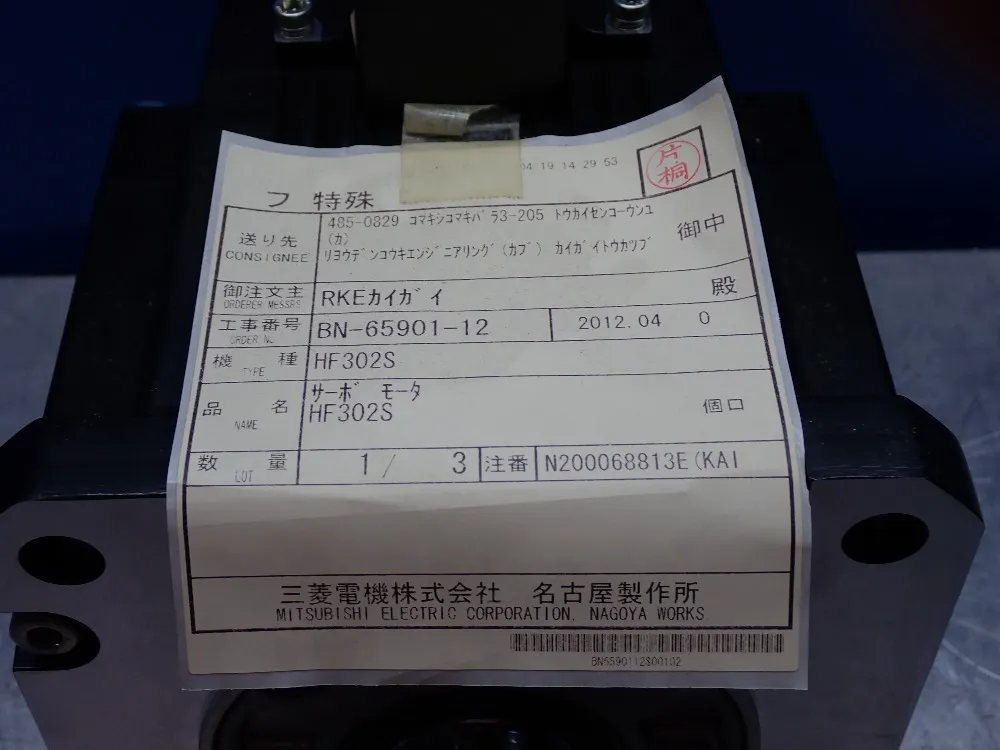 04 19 14 29 53
片桐
フ 特殊
送り先
CONSIGNEE
485-0829 コマキシコマキバラ3-205 トウカイセンコーウンユ
(カ)
リヨウデンコウキエンジニアリング(カブ) カイガイトウカツブ
御中
御注文主
ORDERER MESSRS
RKEカイガイ
殿
工事番号
ORDER NO.
BN-65901-12
2012.04 0
機種
TYPE
HF302S
品名
NAME
サーボ モータ
HF302S
個口
数量
LOT
1/ 3
注番
N200068813E(KAI
三菱電機株式会社 名古屋製作所
MITSUBISHI ELECTRIC CORPORATION. NAGOYA WORKS
BN6590112$00102